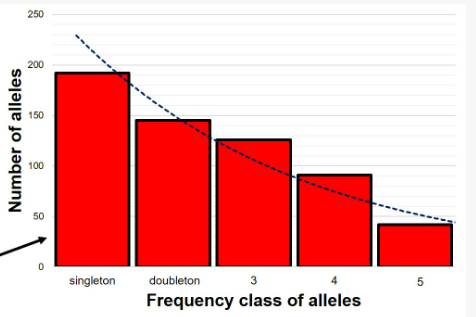 250
200
150
100
50
0
Number of alleles
singleton doubleton 3 4 5
Frequency class of alleles